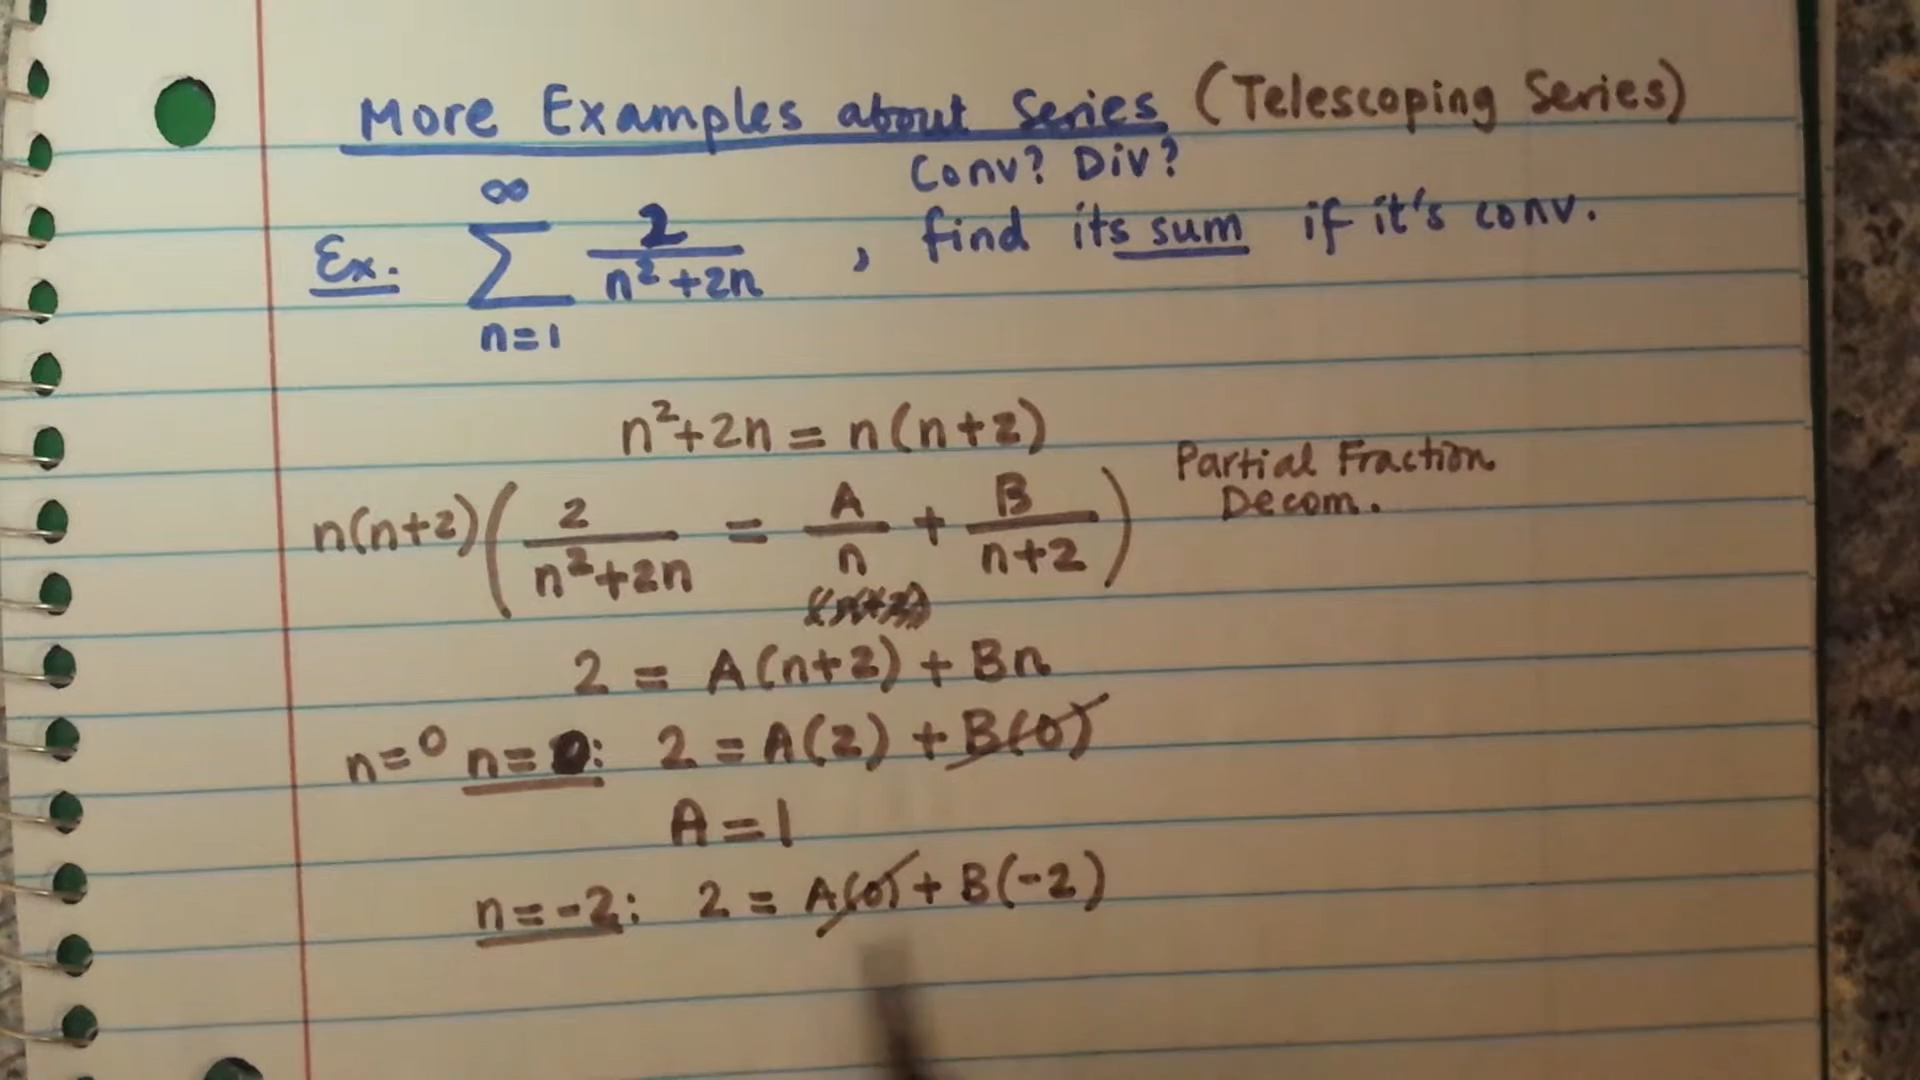 More Examples about Series (Telescoping Series)
Conv? Div?
Ex. ∞ ∑ n=1 2/(n²+2n) , find its sum if it's conv.
n²+2n = n(n+2)
Partial Fraction
Decom.
n(n+2)(2/(n²+2n) = A/n + B/(n+2))
2 = A(n+2) + Bn
n=0 n=0: 2 = A(2) + B(0)
A=1
n=-2: 2 = A(0) + B(-2)